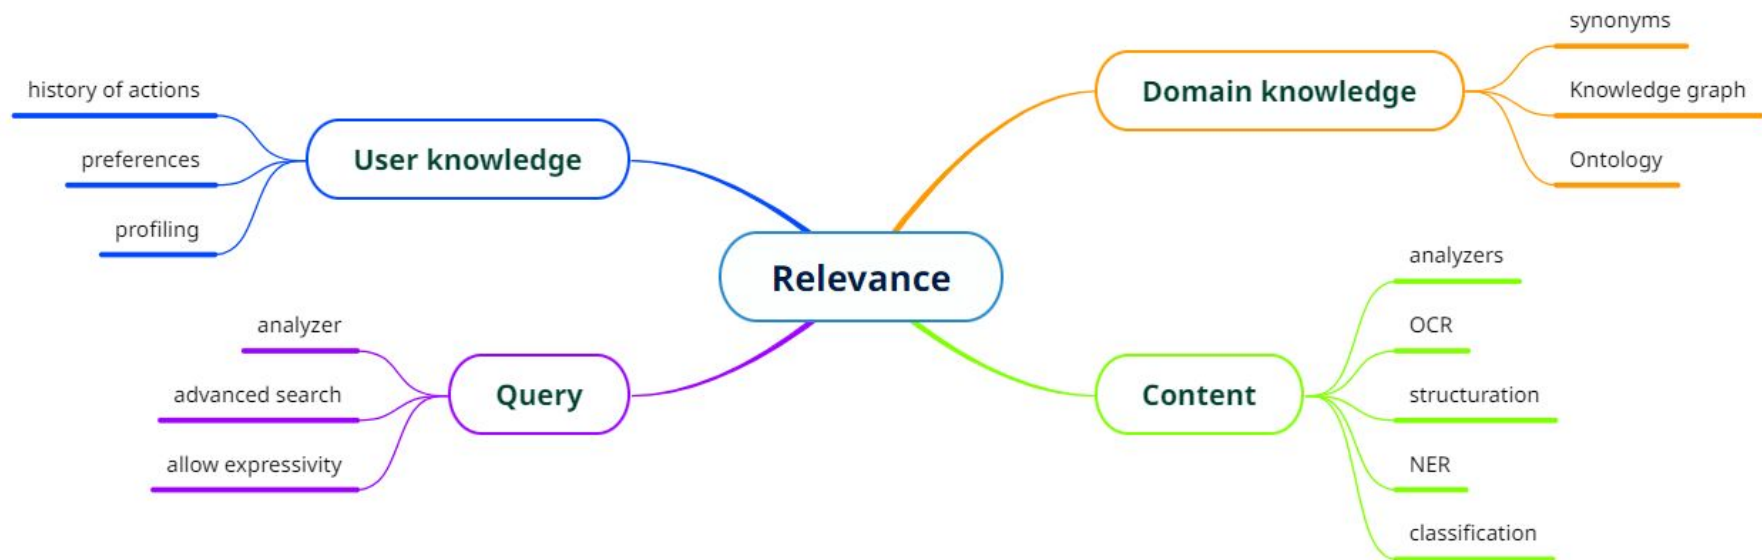 Relevance
User knowledge
history of actions
preferences
profiling
Query
analyzer
advanced search
allow expressivity
Domain knowledge
synonyms
Knowledge graph
Ontology
Content
analyzers
OCR
structuration
NER
classification